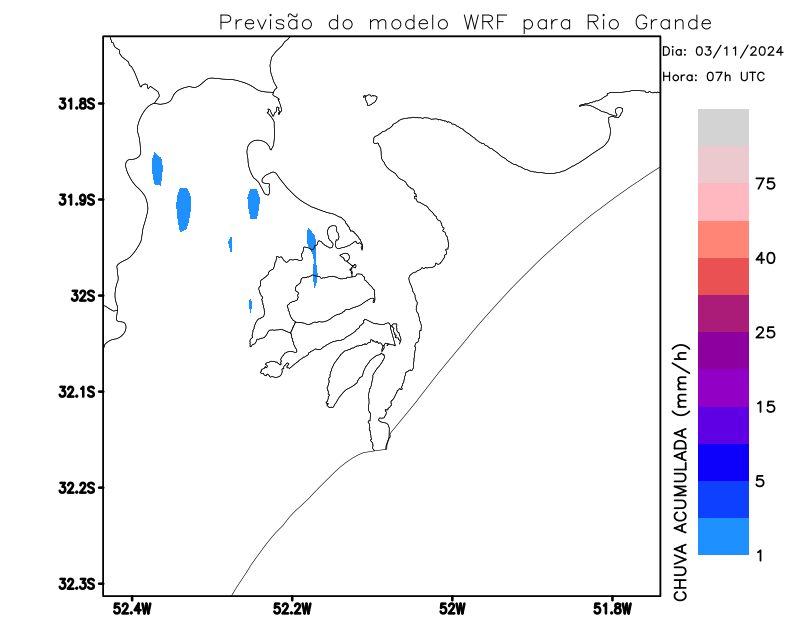 Previsão do modelo WRF para Rio Grande
Dia: 03/11/2024
Hora: 07h UTC
31.8S
31.9S
32S
32.1S
32.2S
32.3S
52.4W
52.2W
52W
51.8W
75
40
25
15
5
1
CHUVA ACUMULADA (mm/h)